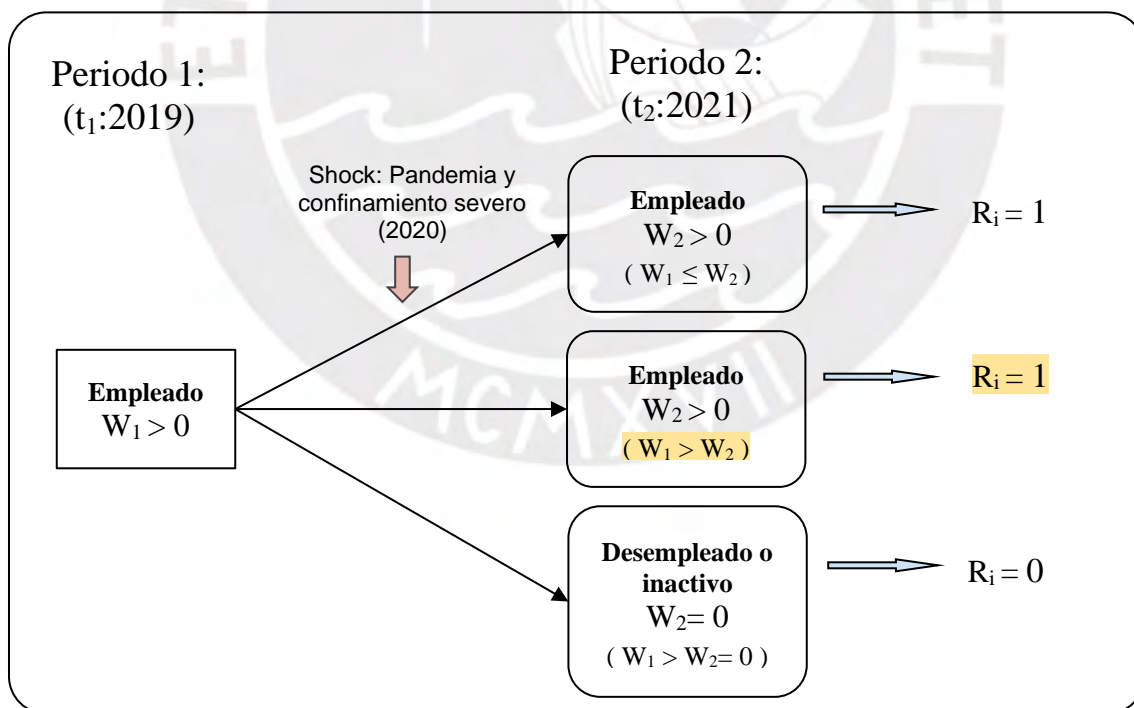 Periodo 1:
(t₁:2019)
Periodo 2:
(t₂:2021)
Shock: Pandemia y
confinamiento severo
(2020)
Empleado
W₁ > 0
Empleado
W₂ > 0
( W₁ ≤ W₂ )
Rᵢ = 1
Empleado
W₂ > 0
( W₁ > W₂ )
Rᵢ = 1
Desempleado o
inactivo
W₂= 0
( W₁ > W₂= 0 )
Rᵢ = 0
MCMXVII